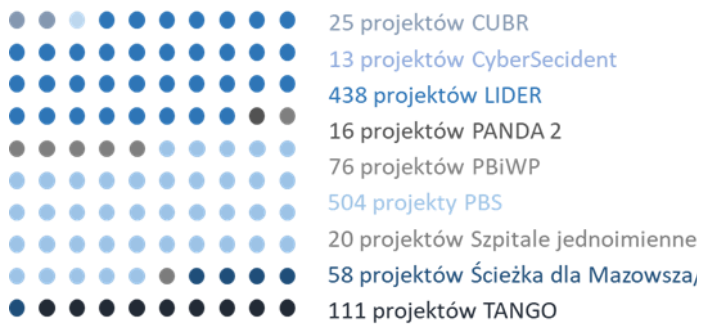 25 projektów CUBR
13 projektów CyberSecident
438 projektów LIDER
16 projektów PANDA 2
76 projektów PBiWP
504 projekty PBS
20 projektów Szpitale jednoimienne
58 projektów Ścieżka dla Mazowsza/
111 projektów TANGO